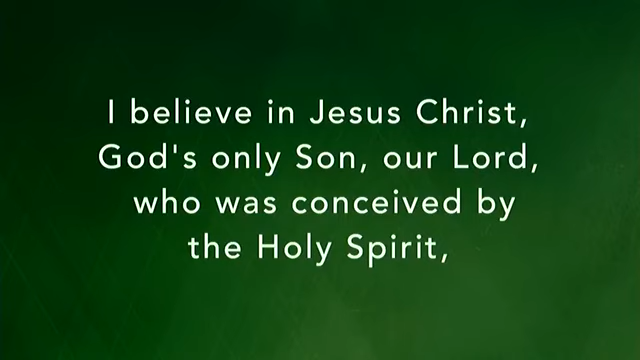 I believe in Jesus Christ,
God's only Son, our Lord,
who was conceived by
the Holy Spirit,